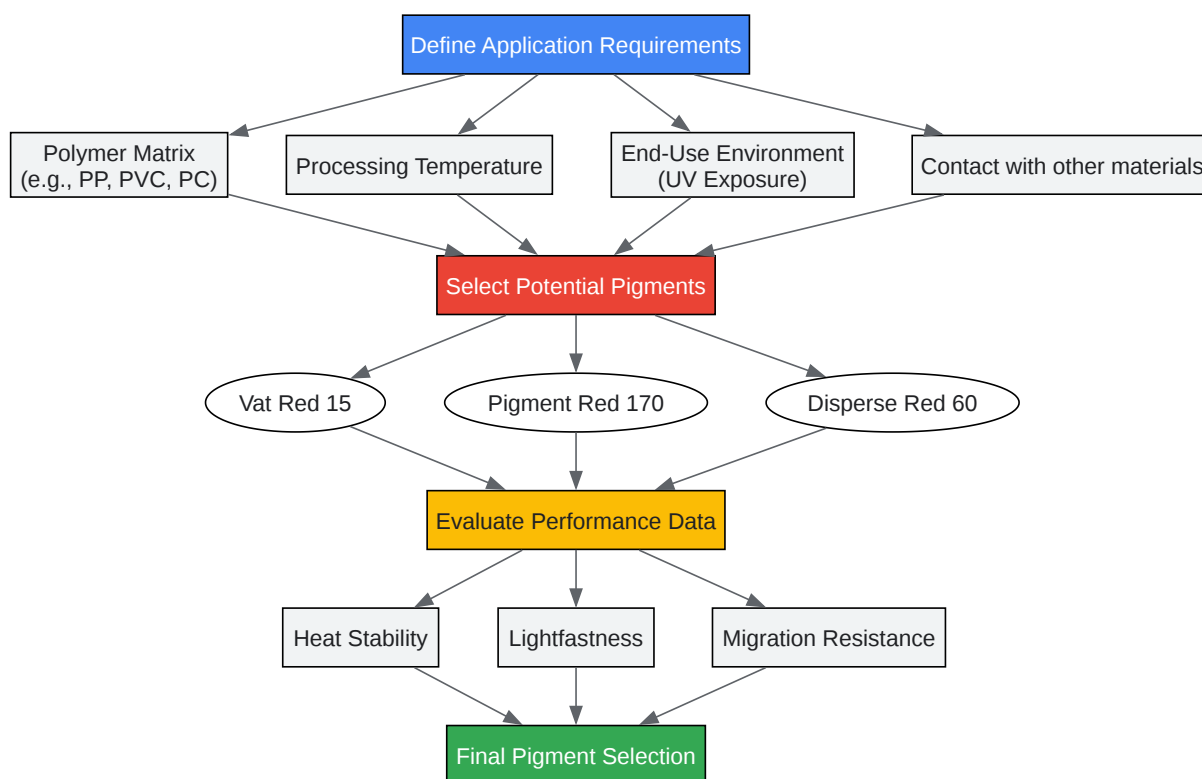 Define Application Requirements
Polymer Matrix
(e.g., PP, PVC, PC)
Processing Temperature
End-Use Environment
(UV Exposure)
Contact with other materials
Select Potential Pigments
Vat Red 15
Pigment Red 170
Disperse Red 60
Evaluate Performance Data
Heat Stability
Lightfastness
Migration Resistance
Final Pigment Selection